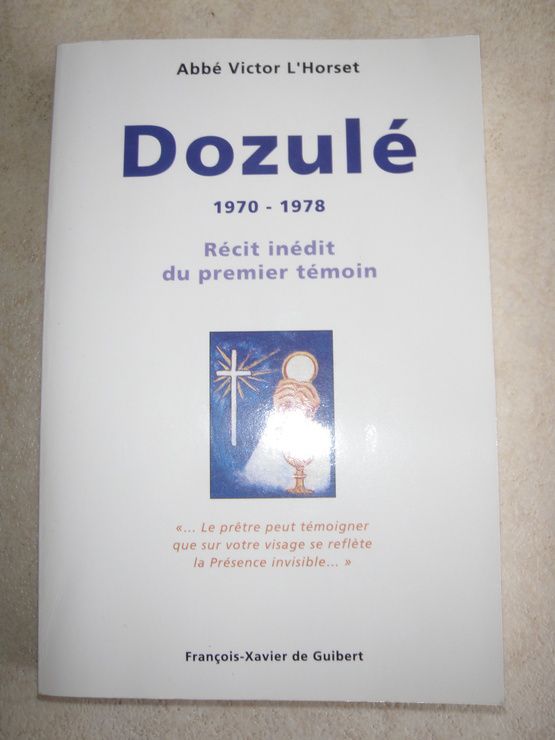 Abbé Victor L'Horset
Dozulé
1970 - 1978
Récit inédit
du premier témoin
«... Le prêtre peut témoigner
que sur votre visage se reflète
la Présence invisible... »
François-Xavier de Guibert